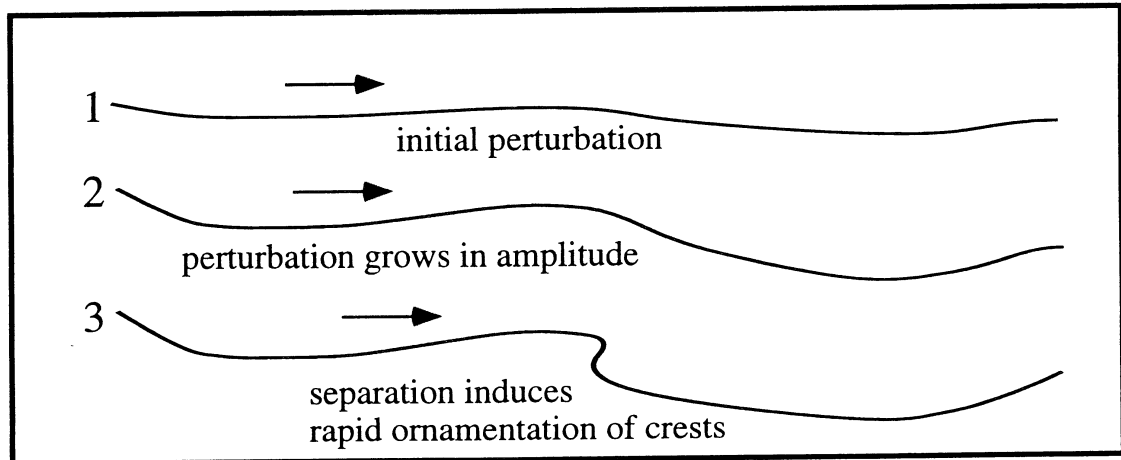 1
initial perturbation
2
perturbation grows in amplitude
3
separation induces
rapid ornamentation of crests